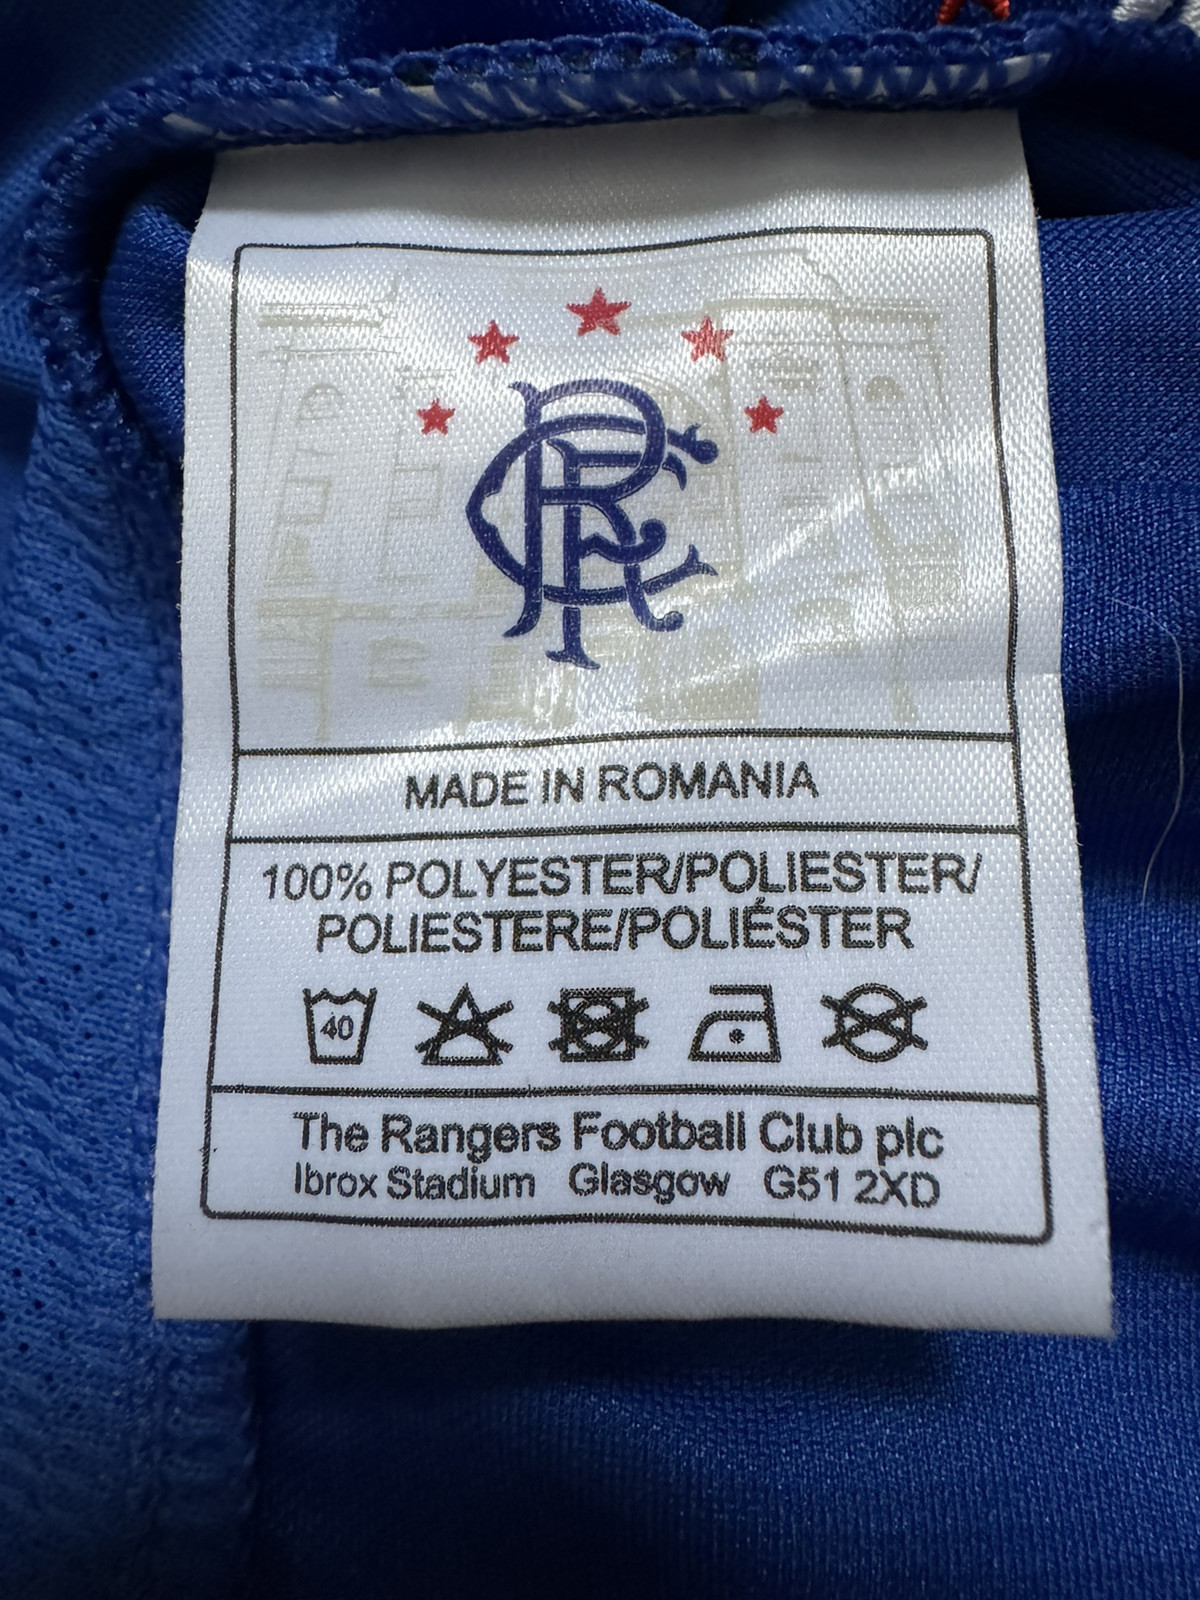 RFC
MADE IN ROMANIA
100% POLYESTER/POLIESTER/
POLIESTERE/POLIÉSTER
40
The Rangers Football Club plc
Ibrox Stadium Glasgow G51 2XD